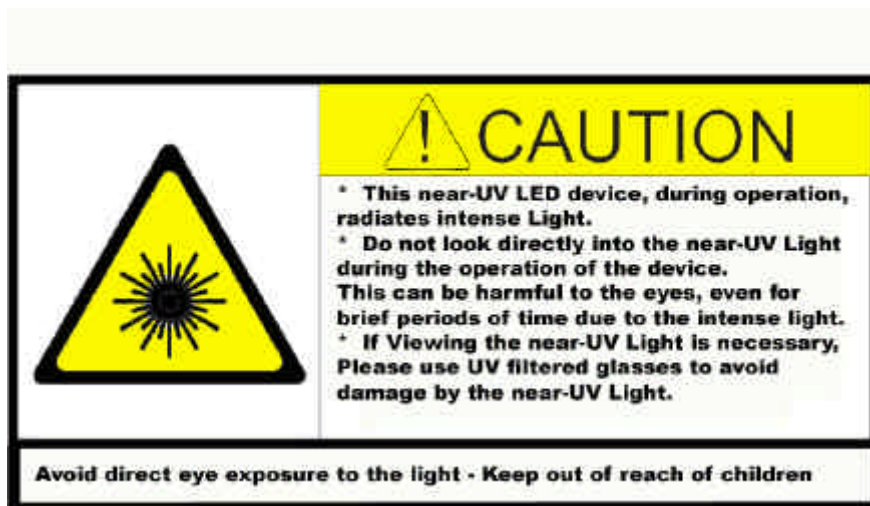 ! CAUTION
* This near-UV LED device, during operation,
radiates intense Light.
* Do not look directly into the near-UV Light
during the operation of the device.
This can be harmful to the eyes, even for
brief periods of time due to the intense light.
* If Viewing the near-UV Light is necessary,
Please use UV filtered glasses to avoid
damage by the near-UV Light.
Avoid direct eye exposure to the light - Keep out of reach of children